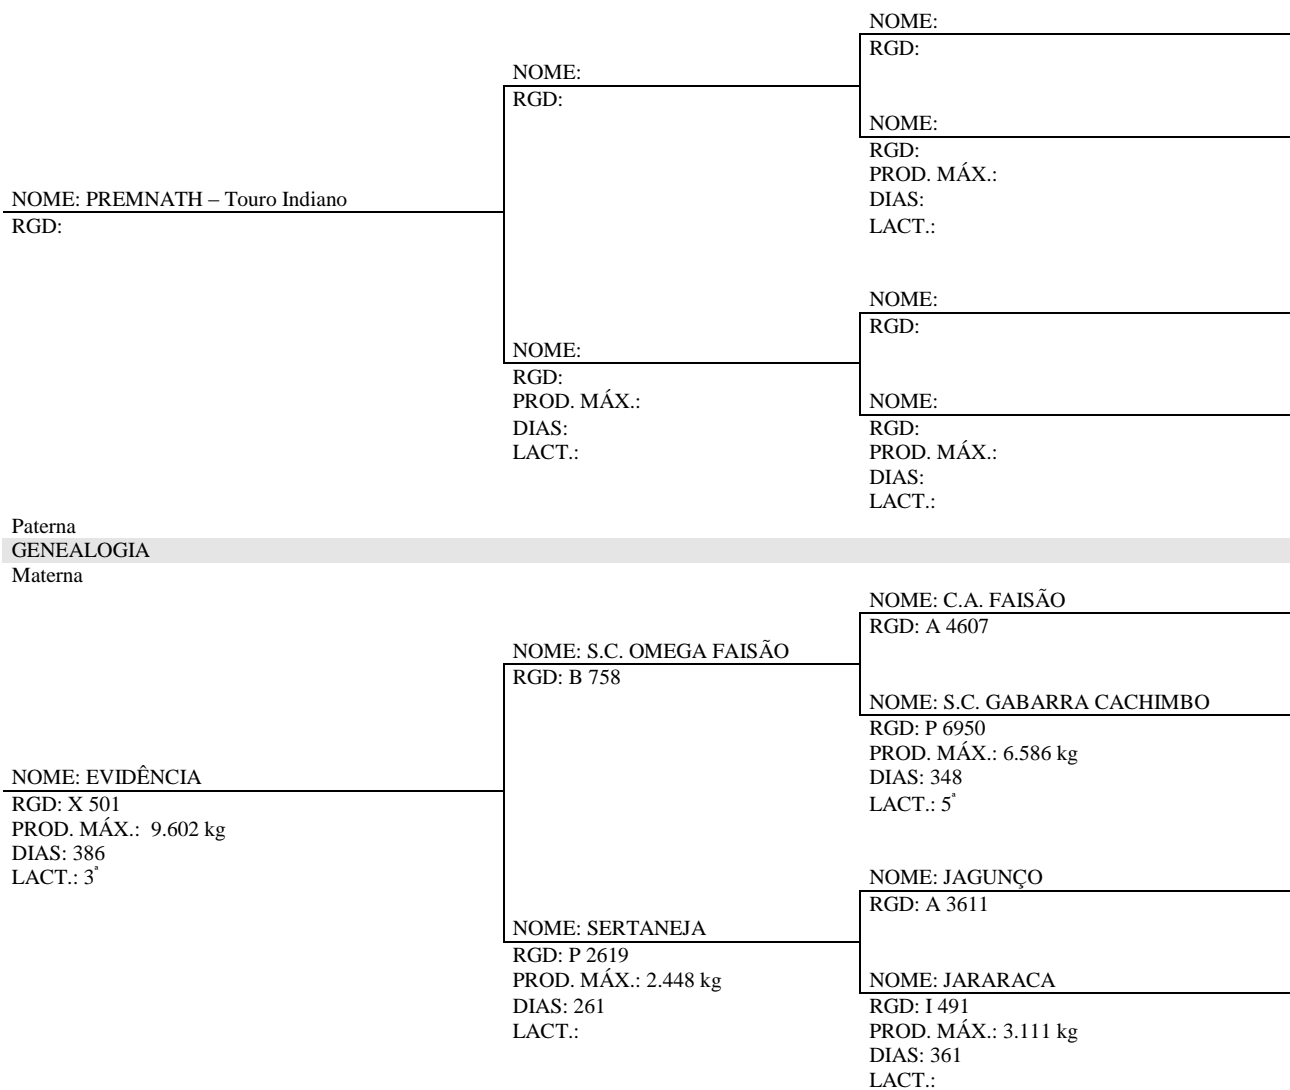 NOME:
RGD:
NOME:
RGD:
NOME:
RGD:
PROD. MÁX.:
NOME: PREMNATH – Touro Indiano
DIAS:
RGD:
LACT.:
NOME:
RGD:
NOME:
RGD:
PROD. MÁX.:
NOME:
DIAS:
RGD:
LACT.:
PROD. MÁX.:
DIAS:
LACT.:
Paterna
GENEALOGIA
Materna
NOME: C.A. FAISÃO
RGD: A 4607
NOME: S.C. OMEGA FAISÃO
RGD: B 758
NOME: S.C. GABARRA CACHIMBO
RGD: P 6950
PROD. MÁX.: 6.586 kg
NOME: EVIDÊNCIA
DIAS: 348
RGD: X 501
LACT.: 5ª
PROD. MÁX.: 9.602 kg
DIAS: 386
LACT.: 3ª
NOME: JAGUNÇO
RGD: A 3611
NOME: SERTANEJA
RGD: P 2619
PROD. MÁX.: 2.448 kg
NOME: JARARACA
DIAS: 261
RGD: I 491
LACT.:
PROD. MÁX.: 3.111 kg
DIAS: 361
LACT.: